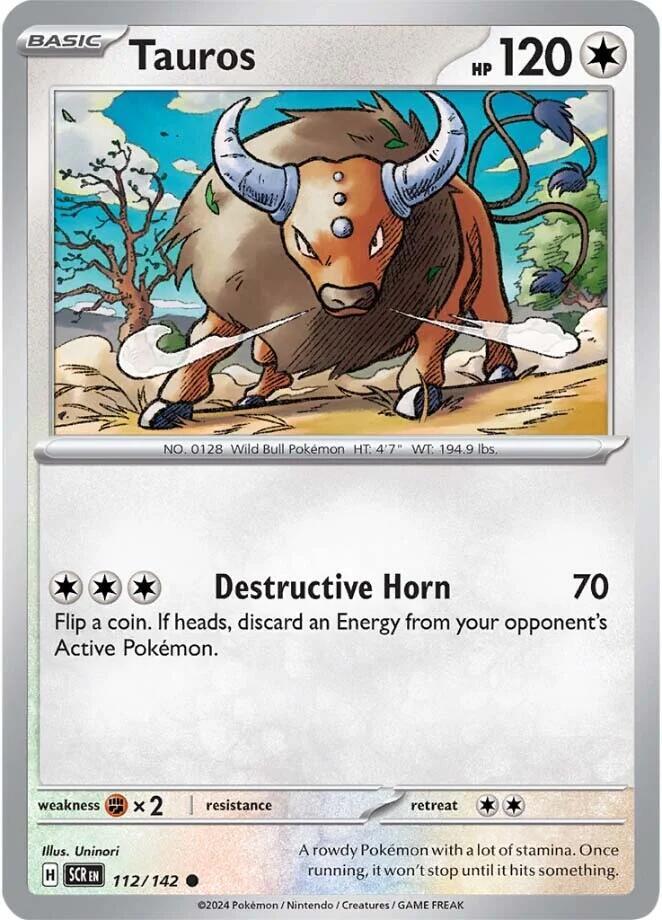 BASIC
Tauros
HP 120
NO. 0128 Wild Bull Pokémon HT: 4'7" WT: 194.9 lbs.
Destructive Horn 70
Flip a coin. If heads, discard an Energy from your opponent's
Active Pokémon.
weakness ×2 resistance retreat
Illus. Uninori
A rowdy Pokémon with a lot of stamina. Once
running, it won't stop until it hits something.
H SCR EN 112/142
©2024 Pokémon / Nintendo / Creatures / GAME FREAK